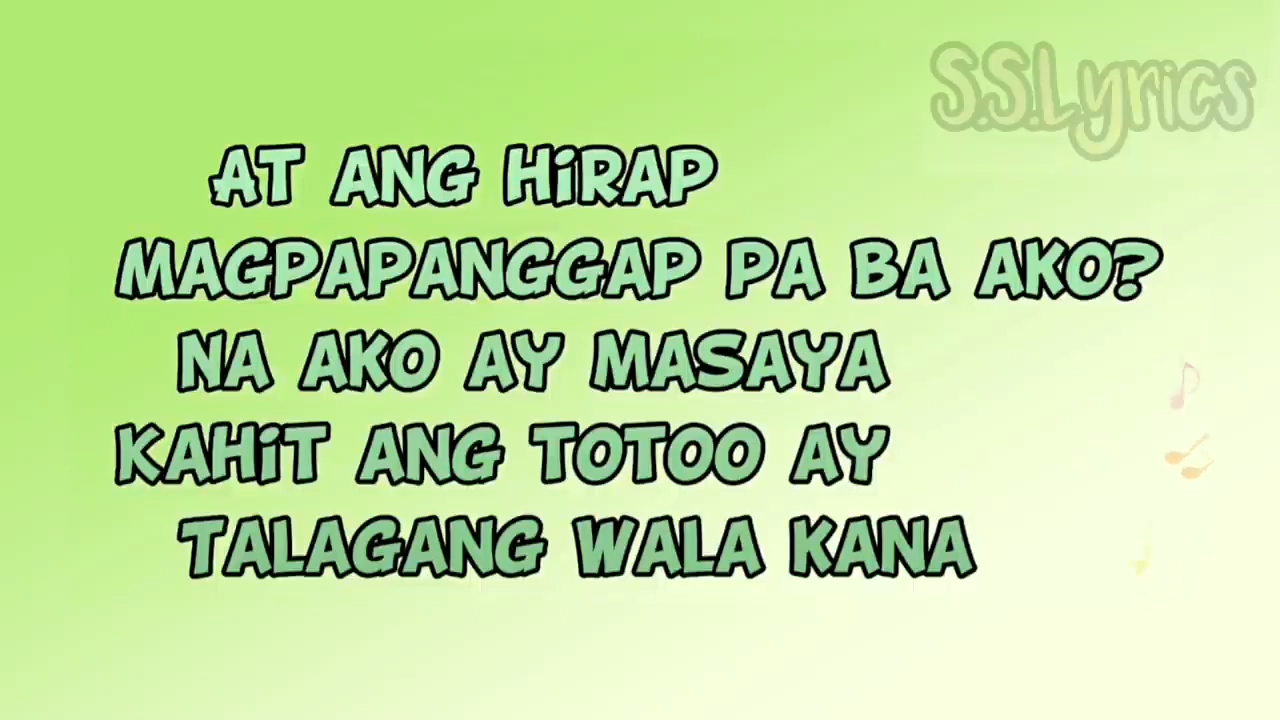 S.S.Lyrics
AT ANG HiRAP
MAGPAPANGGAP PA BA AKO?
NA AKO AY MASAYA
KAHiT ANG TOTOO AY
TALAGANG WALA KANA